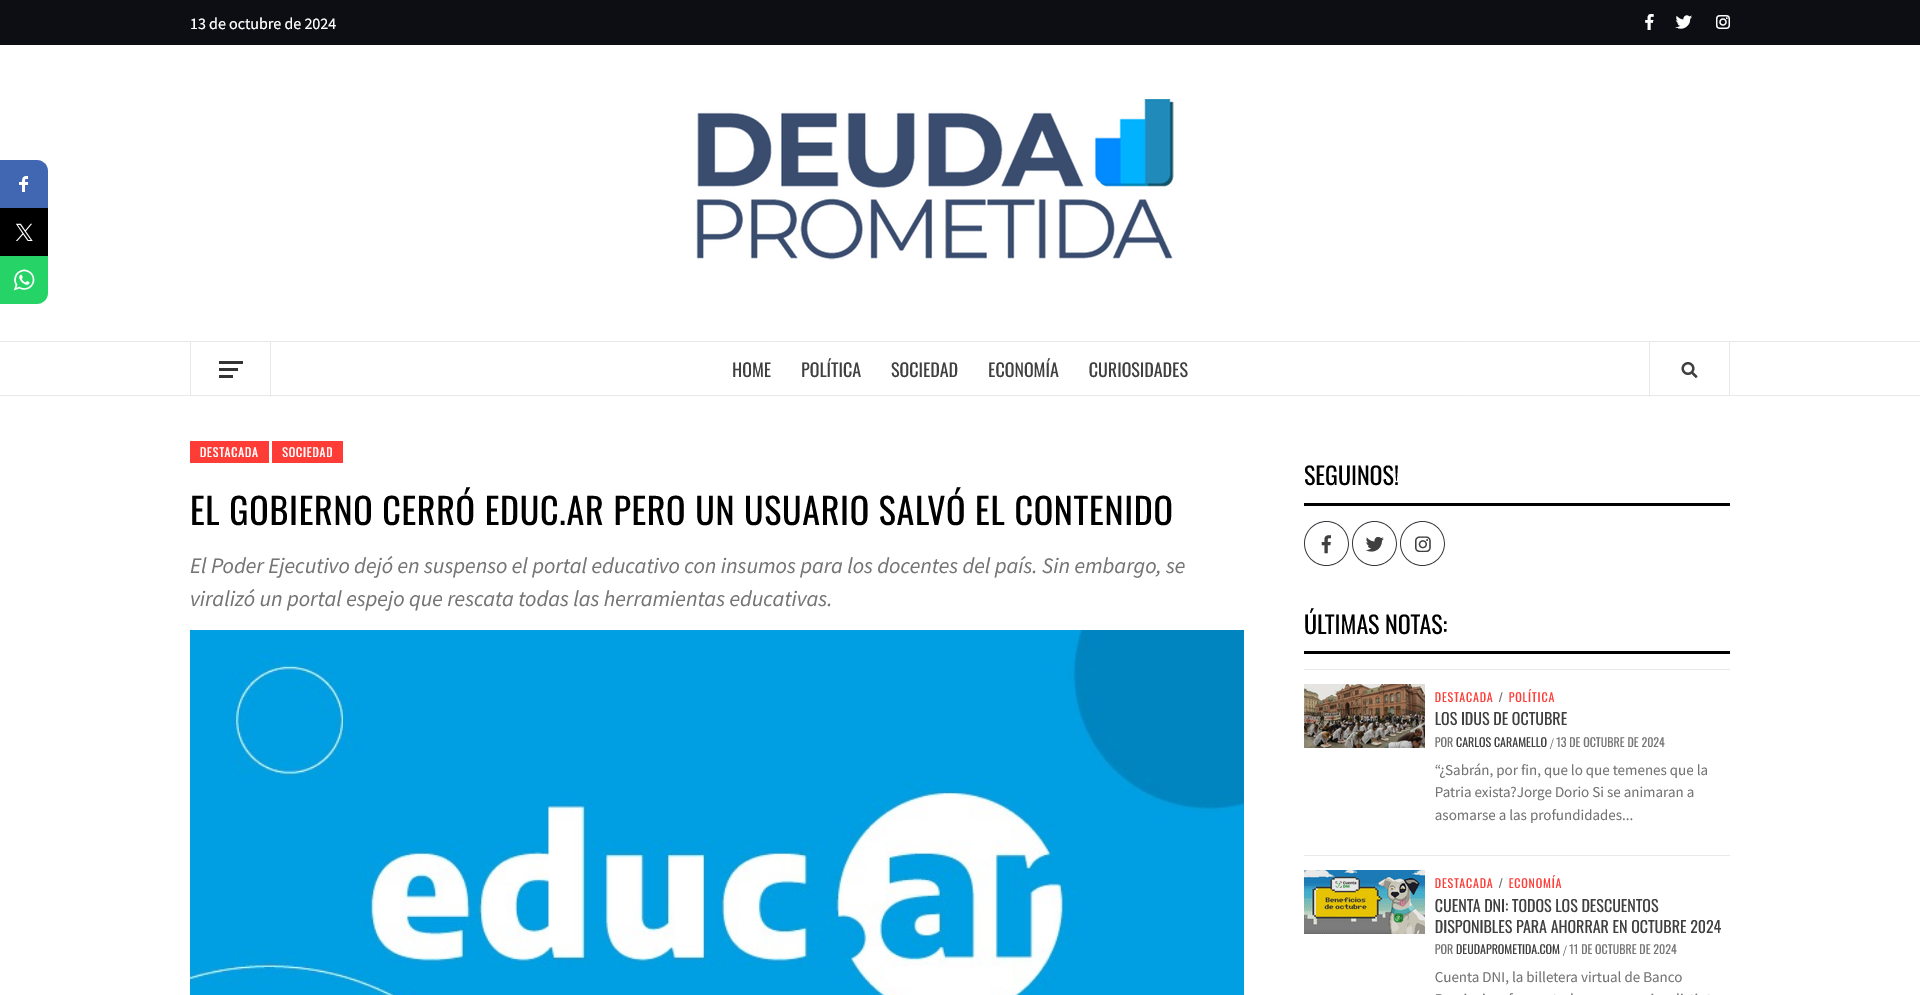 13 de octubre de 2024
DEUDA
PROMETIDA
HOME POLÍTICA SOCIEDAD ECONOMÍA CURIOSIDADES
DESTACADA SOCIEDAD
EL GOBIERNO CERRÓ EDUC.AR PERO UN USUARIO SALVÓ EL CONTENIDO
El Poder Ejecutivo dejó en suspenso el portal educativo con insumos para los docentes del país. Sin embargo, se
viralizó un portal espejo que rescata todas las herramientas educativas.
educ ar
SEGUINOS!
ÚLTIMAS NOTAS:
DESTACADA / POLÍTICA
LOS IDUS DE OCTUBRE
POR CARLOS CARAMELLO / 13 DE OCTUBRE DE 2024
“¿Sabrán, por fin, que lo que temenes que la
Patria exista?Jorge Dorio Si se animaran a
asomarse a las profundidades...
Cuenta DNI
Beneficios
de octubre
DESTACADA / ECONOMÍA
CUENTA DNI: TODOS LOS DESCUENTOS
DISPONIBLES PARA AHORRAR EN OCTUBRE 2024
POR DEUDAPROMETIDA.COM / 11 DE OCTUBRE DE 2024
Cuenta DNI, la billetera virtual de Banco